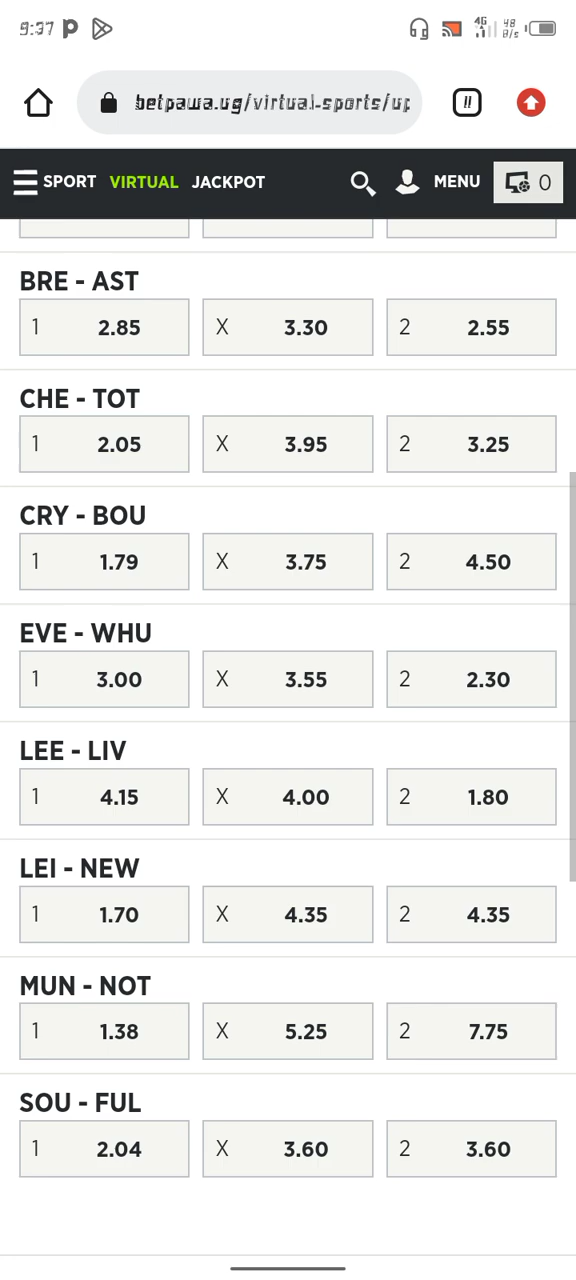 9:37
4G 48 B/s
betpawa.ug/virtual-sports/up
SPORT VIRTUAL JACKPOT MENU 0
BRE - AST
1 2.85 X 3.30 2 2.55
CHE - TOT
1 2.05 X 3.95 2 3.25
CRY - BOU
1 1.79 X 3.75 2 4.50
EVE - WHU
1 3.00 X 3.55 2 2.30
LEE - LIV
1 4.15 X 4.00 2 1.80
LEI - NEW
1 1.70 X 4.35 2 4.35
MUN - NOT
1 1.38 X 5.25 2 7.75
SOU - FUL
1 2.04 X 3.60 2 3.60